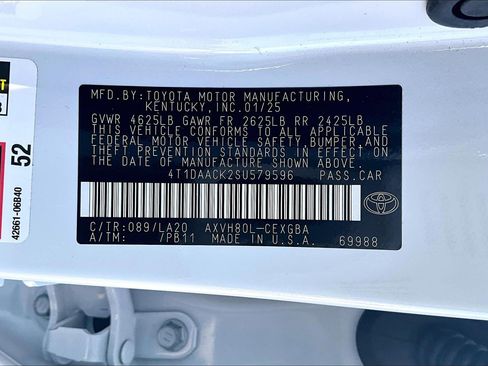 MFD.BY:TOYOTA MOTOR MANUFACTURING,
KENTUCKY,INC.01/25
GVWR 4625LB GAWR FR 2625LB RR 2425LB
THIS VEHICLE CONFORMS TO ALL APPLICABLE
FEDERAL MOTOR VEHICLE SAFETY, BUMPER,AND
THEFT PREVENTION STANDARDS IN EFFECT ON
THE DATE OF MANUFACTURE SHOWN ABOVE.
4T1DAACK2SU579596 PASS.CAR
C/TR:089/LA20 AXVH80L-CEXGBA
A/TM: /PB11 MADE IN U.S.A. 69988
TOYOTA
52
42661-06B40